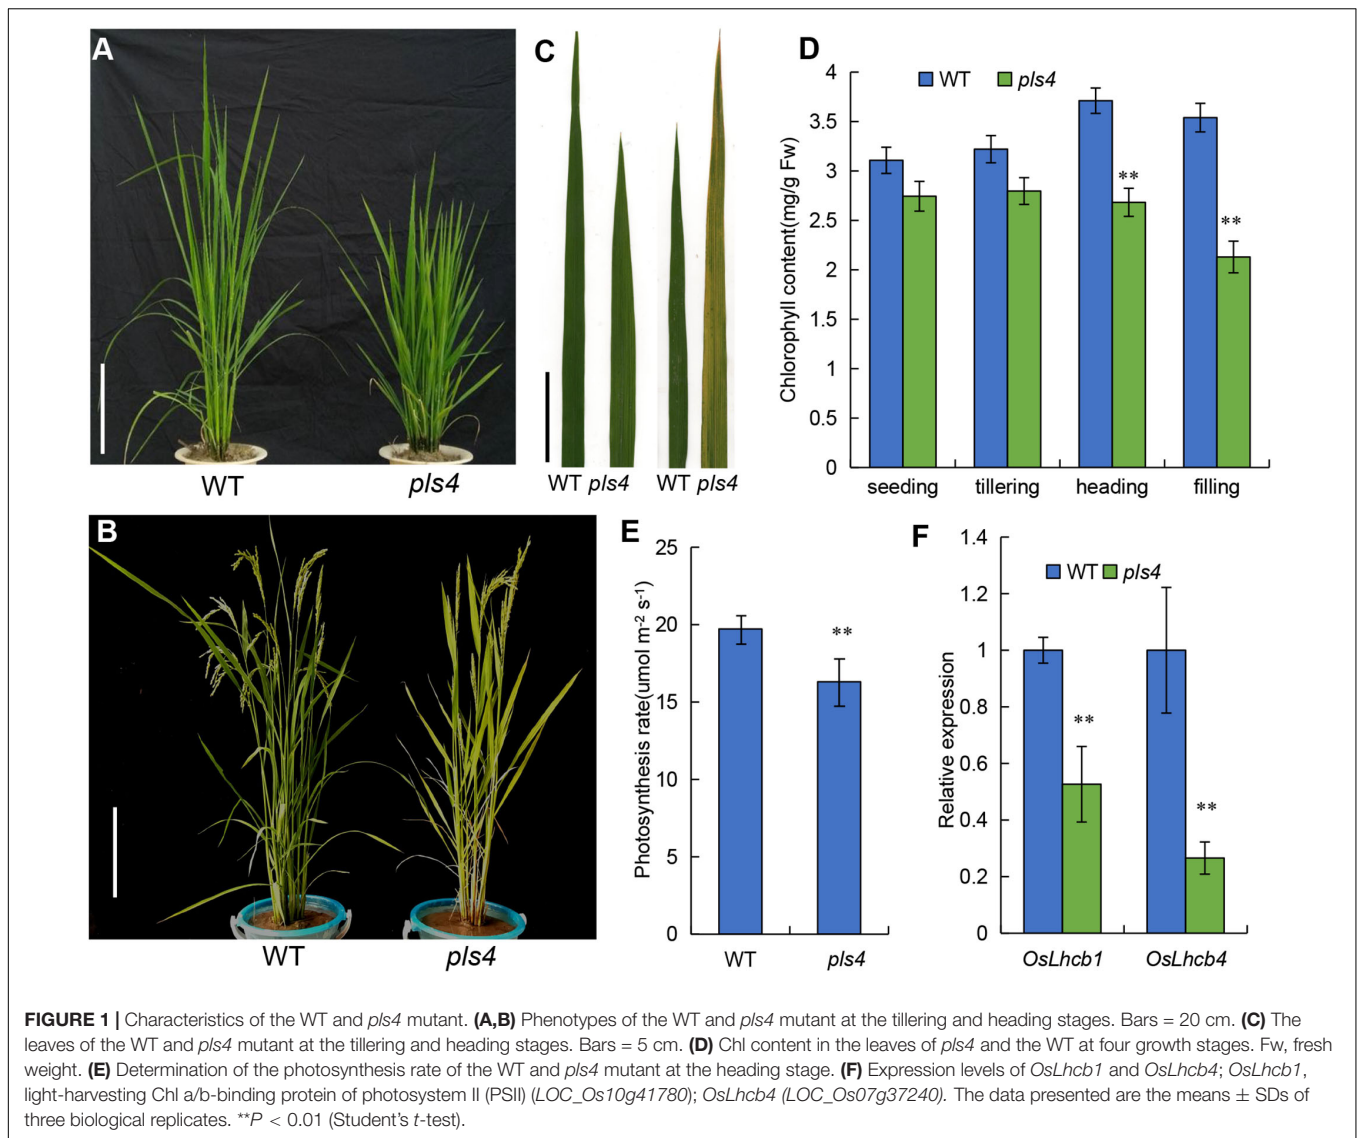 A
WT
pls4
B
WT
pls4
C
WT pls4
WT pls4
D
WT
pls4
Chlorophyll content(mg/g Fw)
4
3.5
3
2.5
2
1.5
1
0.5
0
**
**
seeding
tillering
heading
filling
E
Photosynthesis rate(umol m⁻² s⁻¹)
25
20
15
10
5
0
**
WT
pls4
F
WT
pls4
Relative expression
1.4
1.2
1
0.8
0.6
0.4
0.2
0
**
**
OsLhcb1
OsLhcb4
FIGURE 1 | Characteristics of the WT and pls4 mutant. (A,B) Phenotypes of the WT and pls4 mutant at the tillering and heading stages. Bars = 20 cm. (C) The
leaves of the WT and pls4 mutant at the tillering and heading stages. Bars = 5 cm. (D) Chl content in the leaves of pls4 and the WT at four growth stages. Fw, fresh
weight. (E) Determination of the photosynthesis rate of the WT and pls4 mutant at the heading stage. (F) Expression levels of OsLhcb1 and OsLhcb4; OsLhcb1,
light-harvesting Chl a/b-binding protein of photosystem II (PSII) (LOC_Os10g41780); OsLhcb4 (LOC_Os07g37240). The data presented are the means ± SDs of
three biological replicates. **P < 0.01 (Student's t-test).